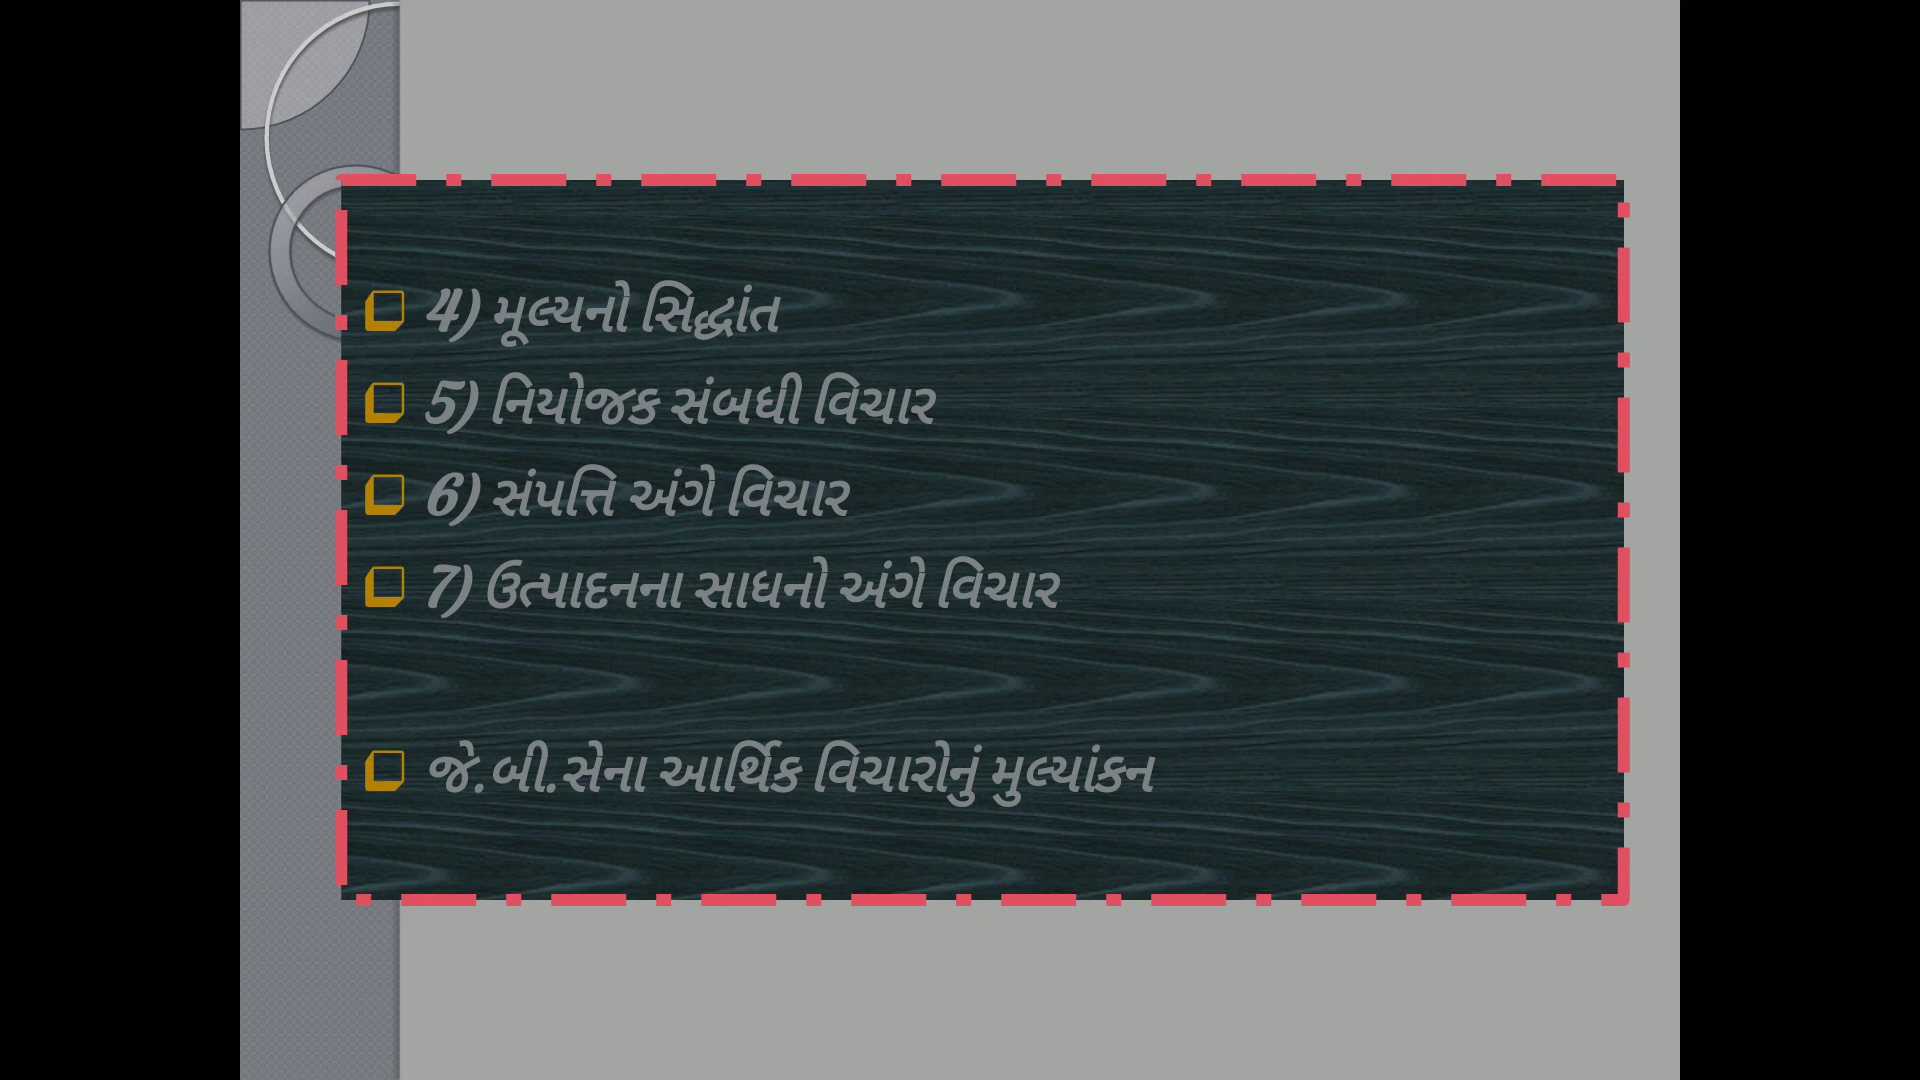 4) મૂલ્યનો સિદ્ધાંત
5) નિયોજક સંબધી વિચાર
6) સંપત્તિ અંગે વિચાર
7) ઉત્પાદનના સાધનો અંગે વિચાર
જે.બી.સેના આર્થિક વિચારોનું મુલ્યાંકન